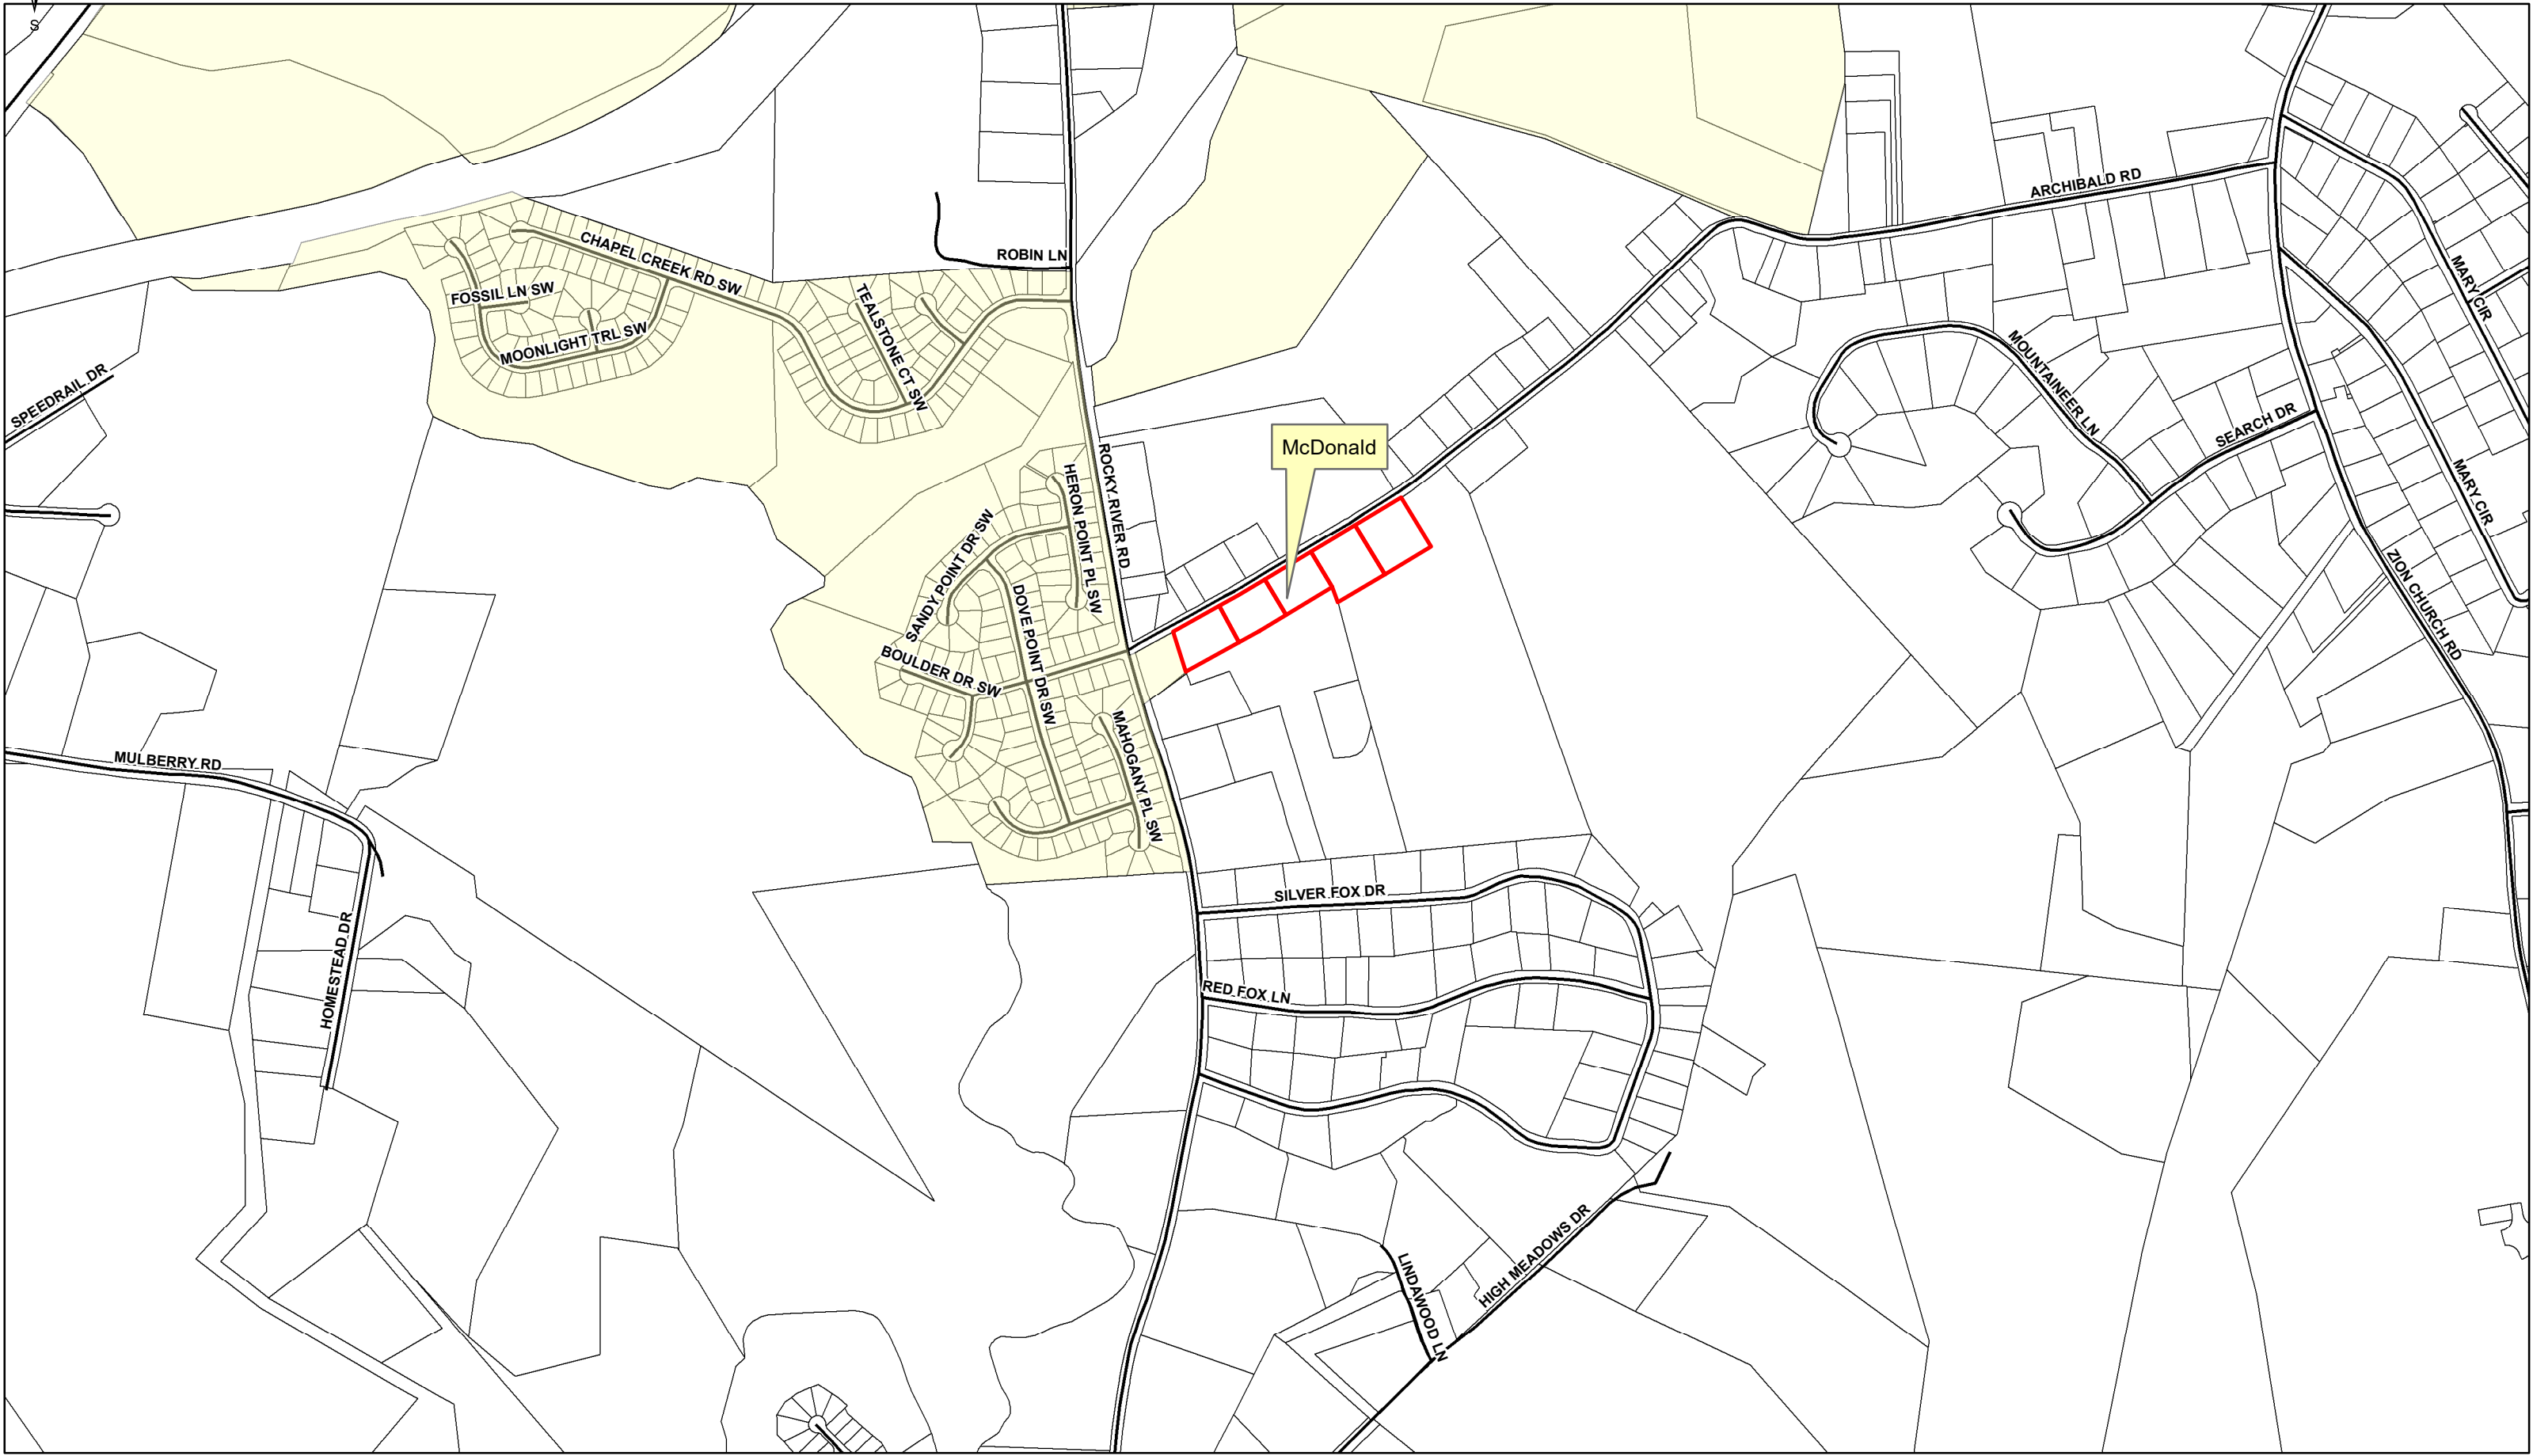 S
ARCHIBALD RD
ROBIN LN
CHAPEL CREEK RD SW
MARY CIR
FOSSIL LN SW
TEALSTONE CT SW
MOONLIGHT TRL SW
MOUNTAINEER LN
SPEEDRAIL DR
SEARCH DR
McDonald
ROCKY RIVER RD
HERON POINT PL SW
MARY CIR
SANDY POINT DR SW
DOVE POINT DR SW
ZION CHURCH RD
BOULDER DR SW
MAHOGANY PL SW
MULBERRY RD
SILVER FOX DR
HOMESTEAD DR
RED FOX LN
HIGH MEADOWS DR
LINDAWOOD LN